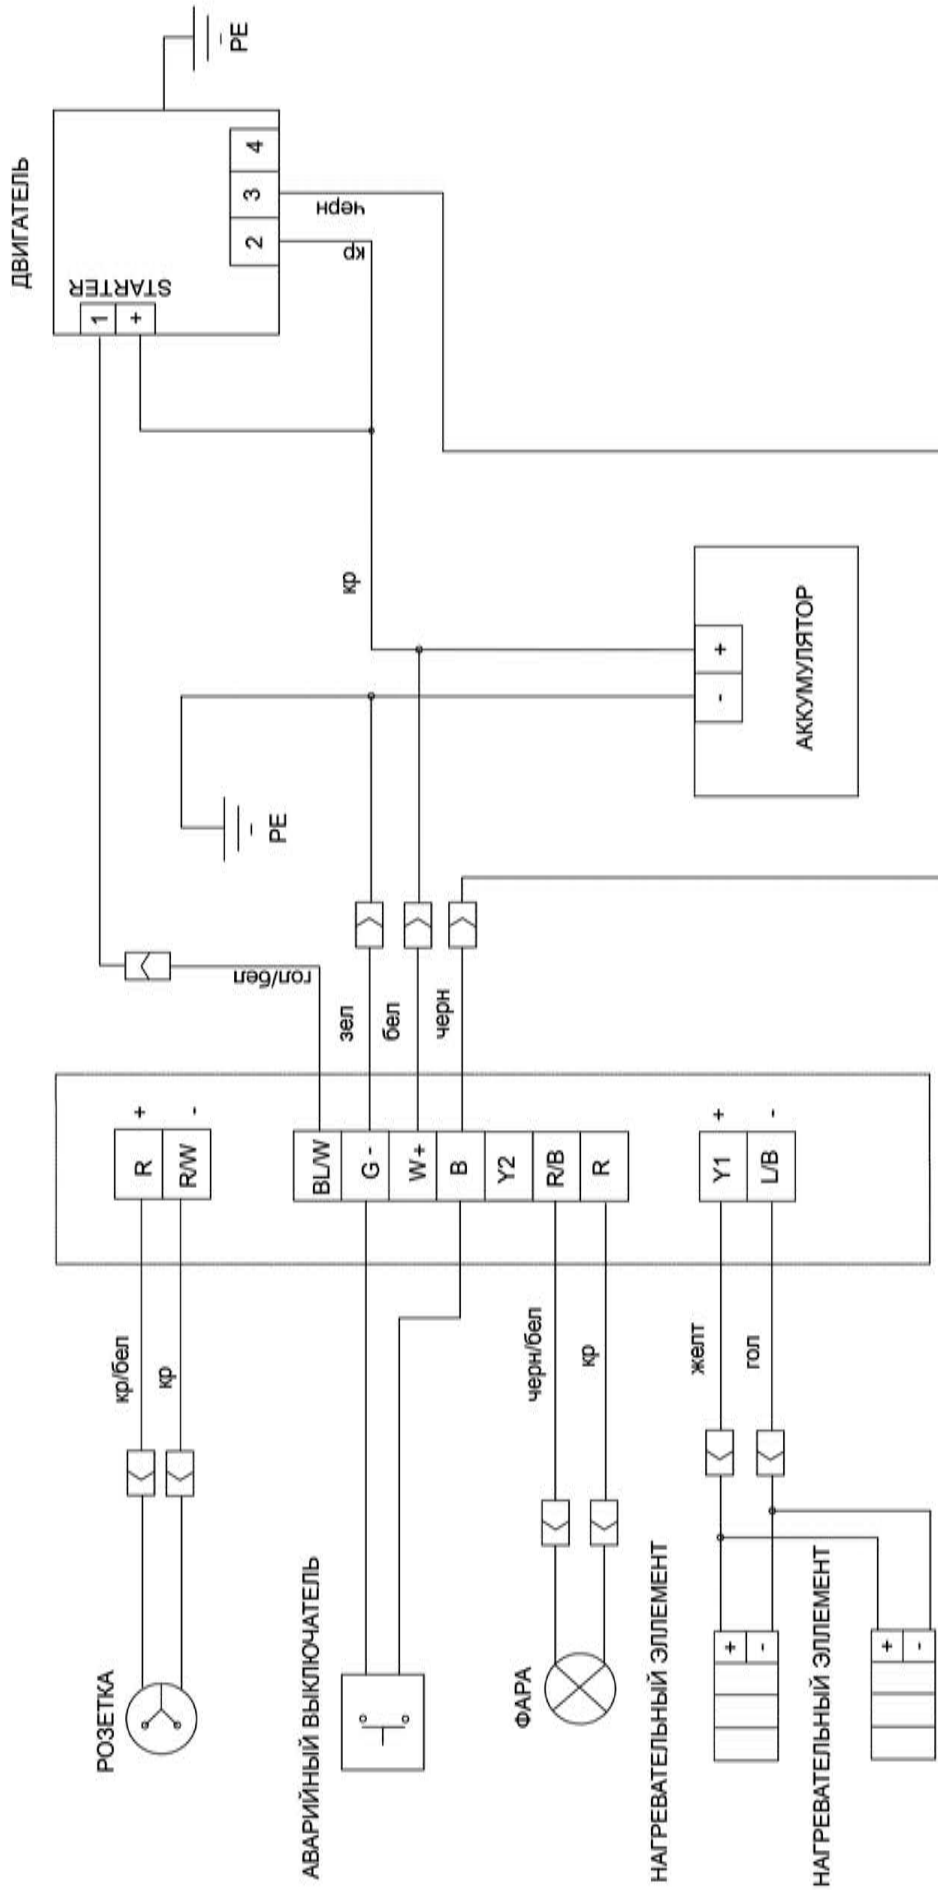 РОЗЕТКА
кр/бел
кр
R
+
R/W
-
АВАРИЙНЫЙ ВЫКЛЮЧАТЕЛЬ
BL/W
G -
W+
B
Y2
R/B
R
гол/бел
зел
бел
черн
ФАРА
черн/бел
кр
НАГРЕВАТЕЛЬНЫЙ ЭЛЛЕМЕНТ
+
-
желт
гол
Y1
+
L/B
-
НАГРЕВАТЕЛЬНЫЙ ЭЛЛЕМЕНТ
+
-
PE
кр
-
+
АККУМУЛЯТОР
ДВИГАТЕЛЬ
1
+
STARTER
2
3
4
кр
черн
PE